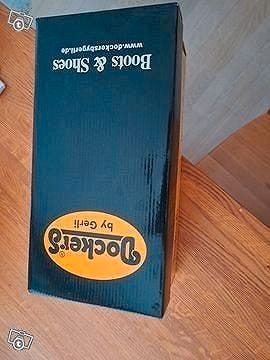 Dockers®
by Gerli
Boots & Shoes
www.dockersbygerli.de